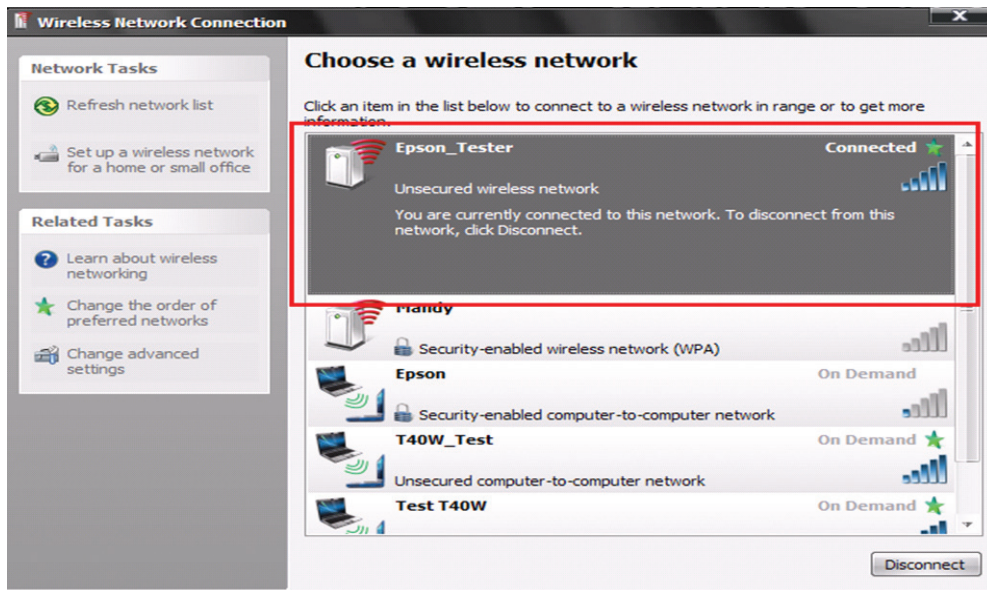 Wireless Network Connection
Network Tasks
Refresh network list
Set up a wireless network
for a home or small office
Related Tasks
Learn about wireless
networking
Change the order of
preferred networks
Change advanced
settings
Choose a wireless network
Click an item in the list below to connect to a wireless network in range or to get more
information.
Epson_Tester Connected
Unsecured wireless network
You are currently connected to this network. To disconnect from this
network, click Disconnect.
Mandy
Security-enabled wireless network (WPA)
Epson On Demand
Security-enabled computer-to-computer network
T40W_Test On Demand
Unsecured computer-to-computer network
Test T40W On Demand
Disconnect